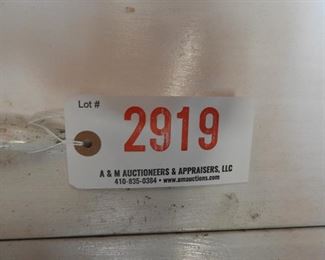 Lot #
2919
A & M AUCTIONEERS & APPRAISERS, LLC
410-835-0384 • www.amauctions.com